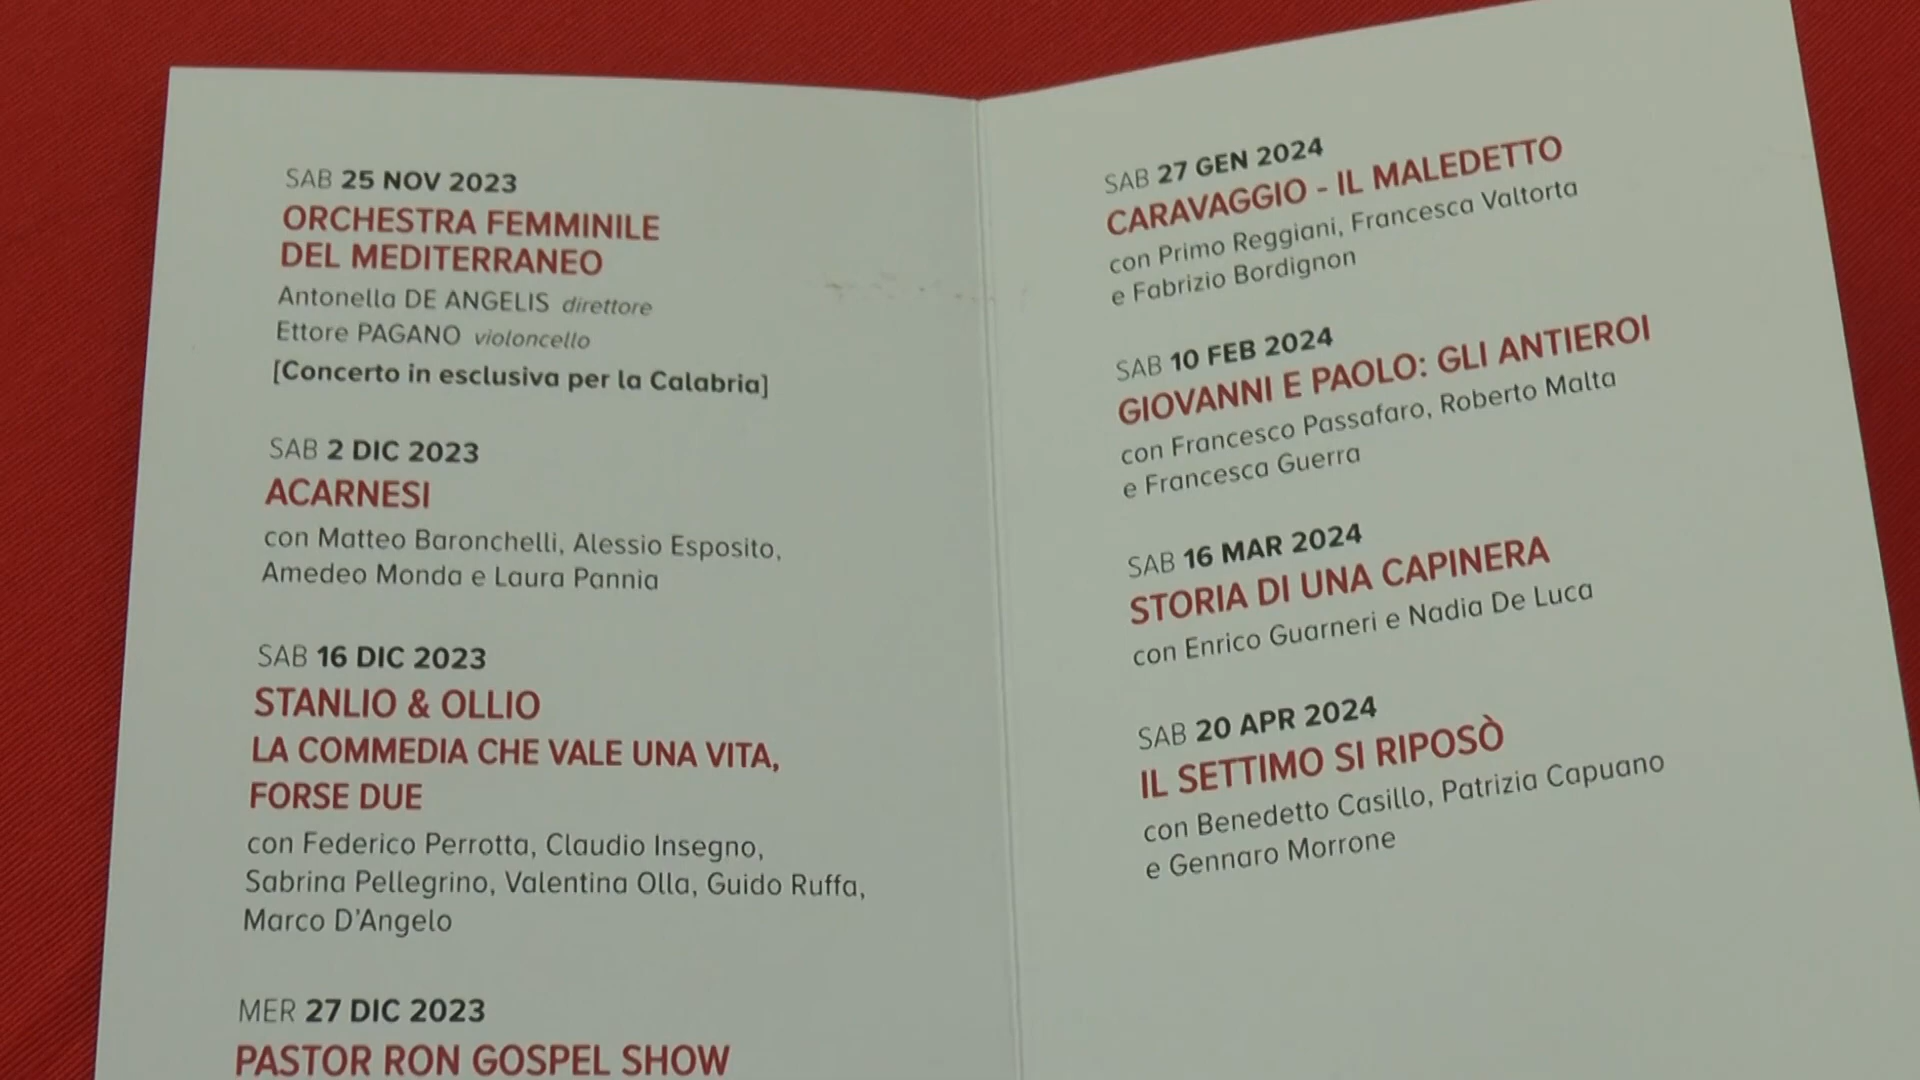 SAB 25 NOV 2023
ORCHESTRA FEMMINILE
DEL MEDITERRANEO
Antonella DE ANGELIS direttore
Ettore PAGANO violoncello
[Concerto in esclusiva per la Calabria]
SAB 2 DIC 2023
ACARNESI
con Matteo Baronchelli, Alessio Esposito,
Amedeo Monda e Laura Pannia
SAB 16 DIC 2023
STANLIO & OLLIO
LA COMMEDIA CHE VALE UNA VITA,
FORSE DUE
con Federico Perrotta, Claudio Insegno,
Sabrina Pellegrino, Valentina Olla, Guido Ruffa,
Marco D'Angelo
MER 27 DIC 2023
PASTOR RON GOSPEL SHOW
SAB 27 GEN 2024
CARAVAGGIO - IL MALEDETTO
con Primo Reggiani, Francesca Valtorta
e Fabrizio Bordignon
SAB 10 FEB 2024
GIOVANNI E PAOLO: GLI ANTIEROI
con Francesco Passafaro, Roberto Malta
e Francesca Guerra
SAB 16 MAR 2024
STORIA DI UNA CAPINERA
con Enrico Guarneri e Nadia De Luca
SAB 20 APR 2024
IL SETTIMO SI RIPOSÒ
con Benedetto Casillo, Patrizia Capuano
e Gennaro Morrone